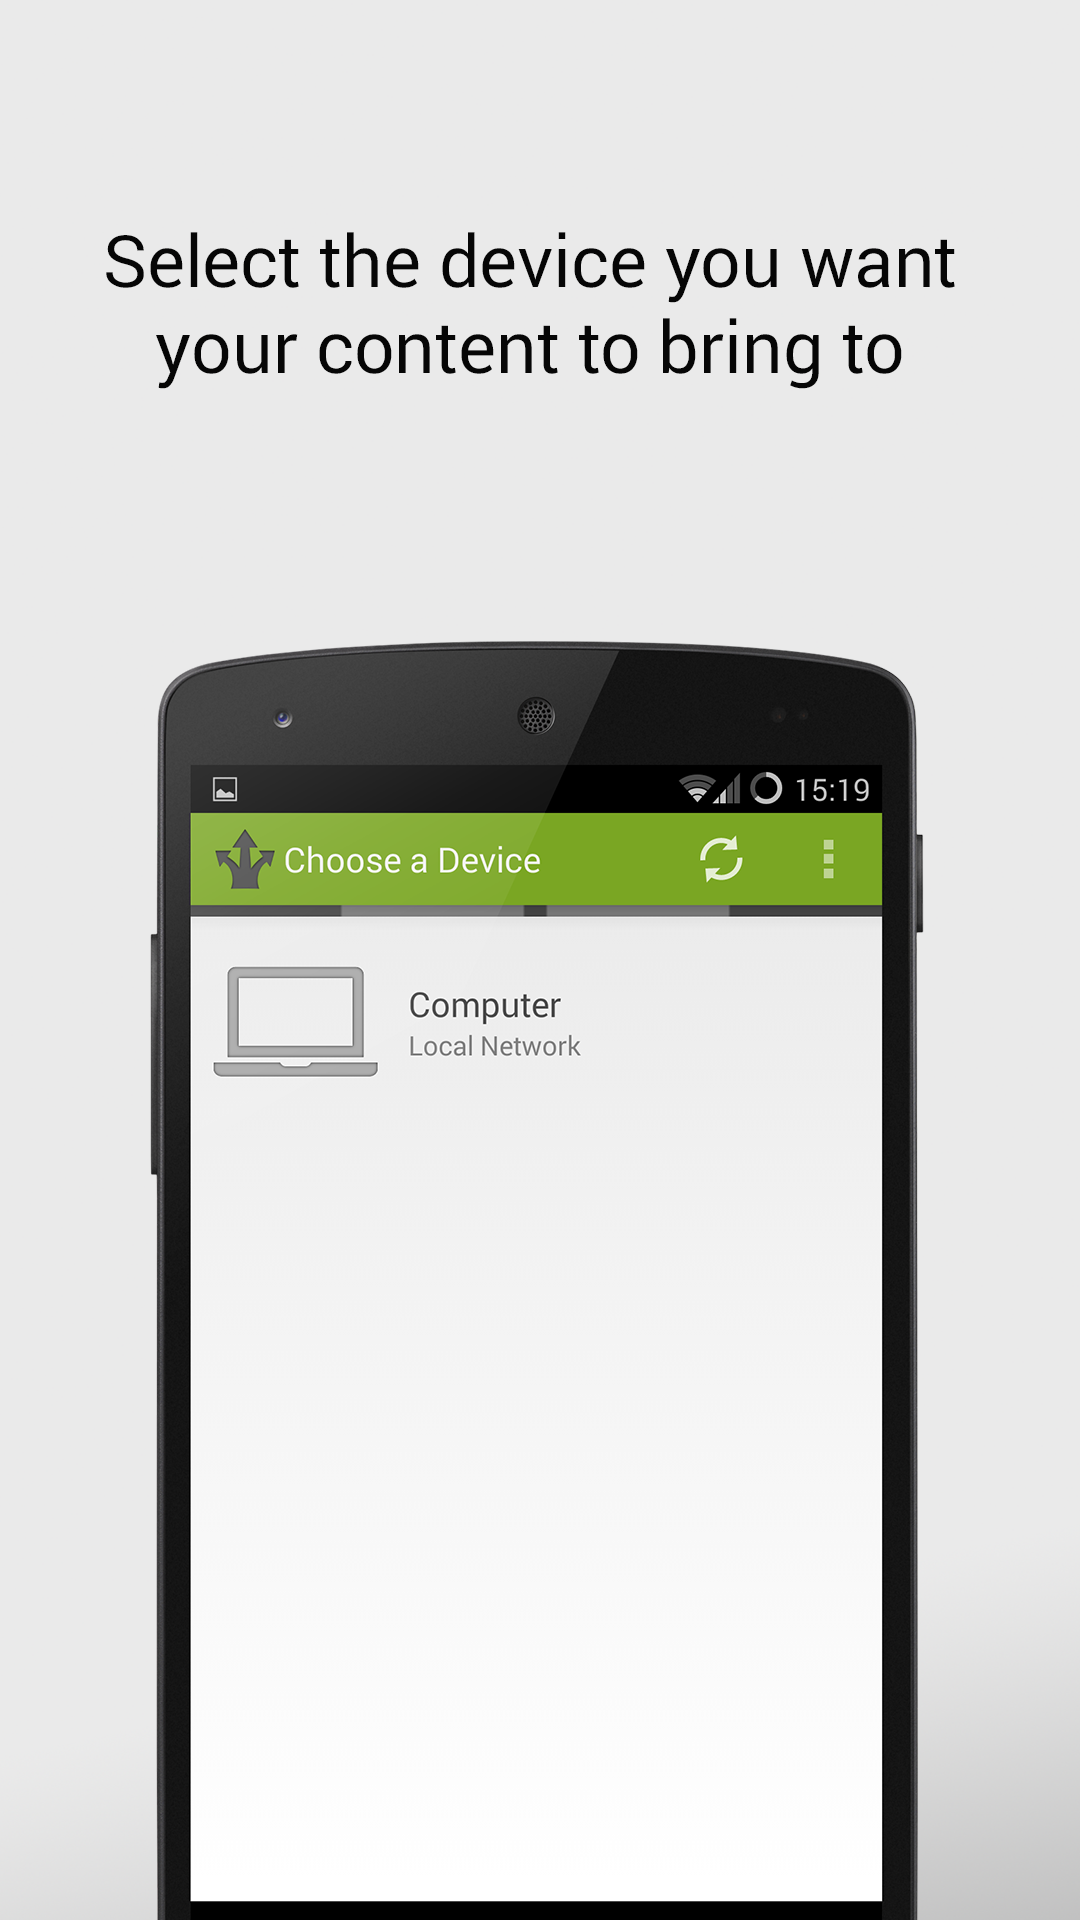 Select the device you want
your content to bring to
15:19
Choose a Device
Computer
Local Network